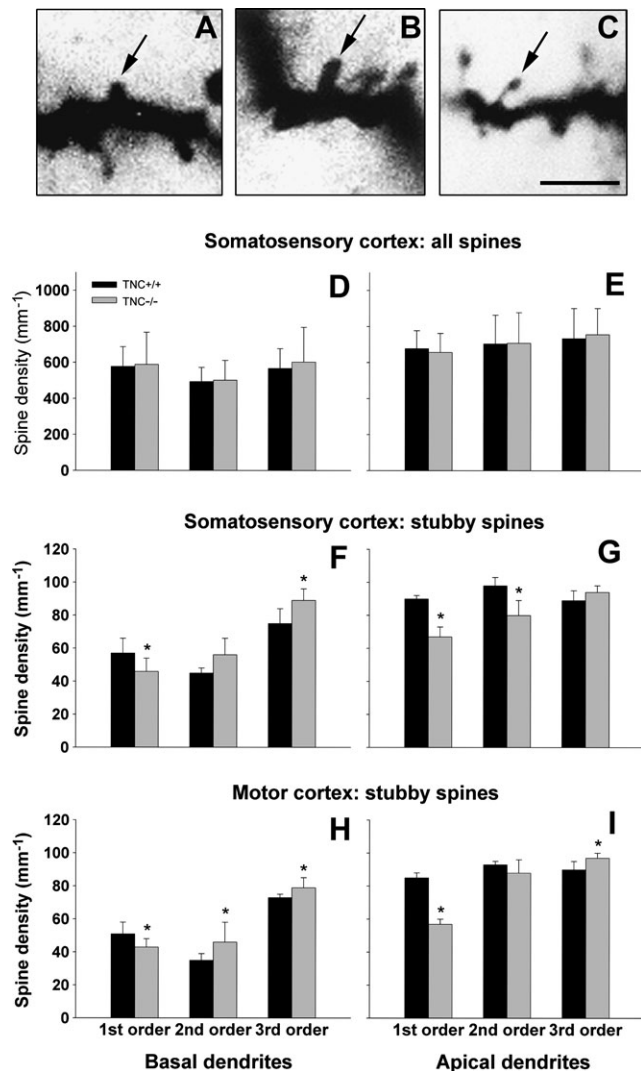 A B C
Somatosensory cortex: all spines
TNC+/+
TNC-/-
D E
Spine density (mm⁻¹)
1000
800
600
400
200
0
Somatosensory cortex: stubby spines
F G
Spine density (mm⁻¹)
120
100
80
60
40
20
0
* * * *
Motor cortex: stubby spines
H I
Spine density (mm⁻¹)
120
100
80
60
40
20
0
* * * * *
1st order 2nd order 3rd order 1st order 2nd order 3rd order
Basal dendrites Apical dendrites